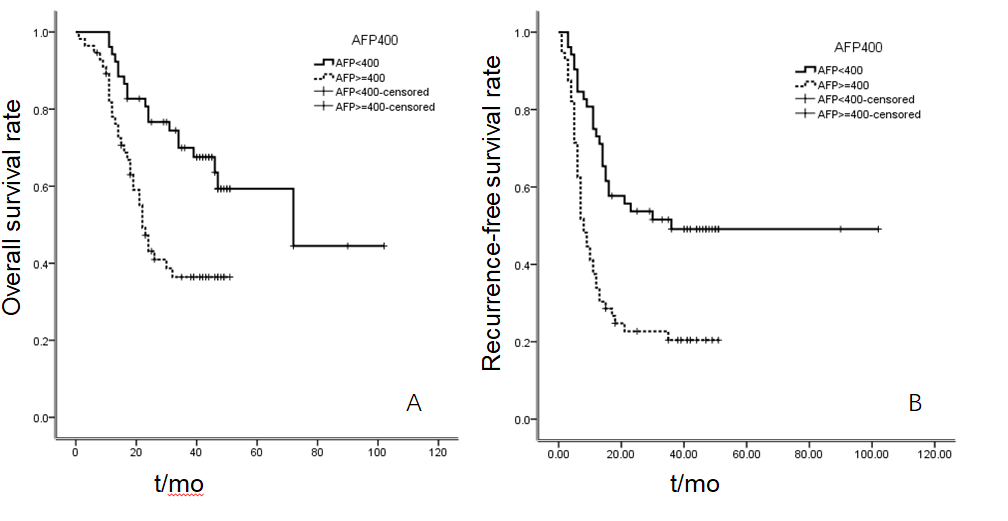 Overall survival rate
1.0
0.8
0.6
0.4
0.2
0.0
0
20
40
60
80
100
120
t/mo
AFP400
AFP<400
AFP>=400
AFP<400-censored
AFP>=400-censored
A
Recurrence-free survival rate
1.0
0.8
0.6
0.4
0.2
0.0
0.00
20.00
40.00
60.00
80.00
100.00
120.00
t/mo
AFP400
AFP<400
AFP>=400
AFP<400-censored
AFP>=400-censored
B